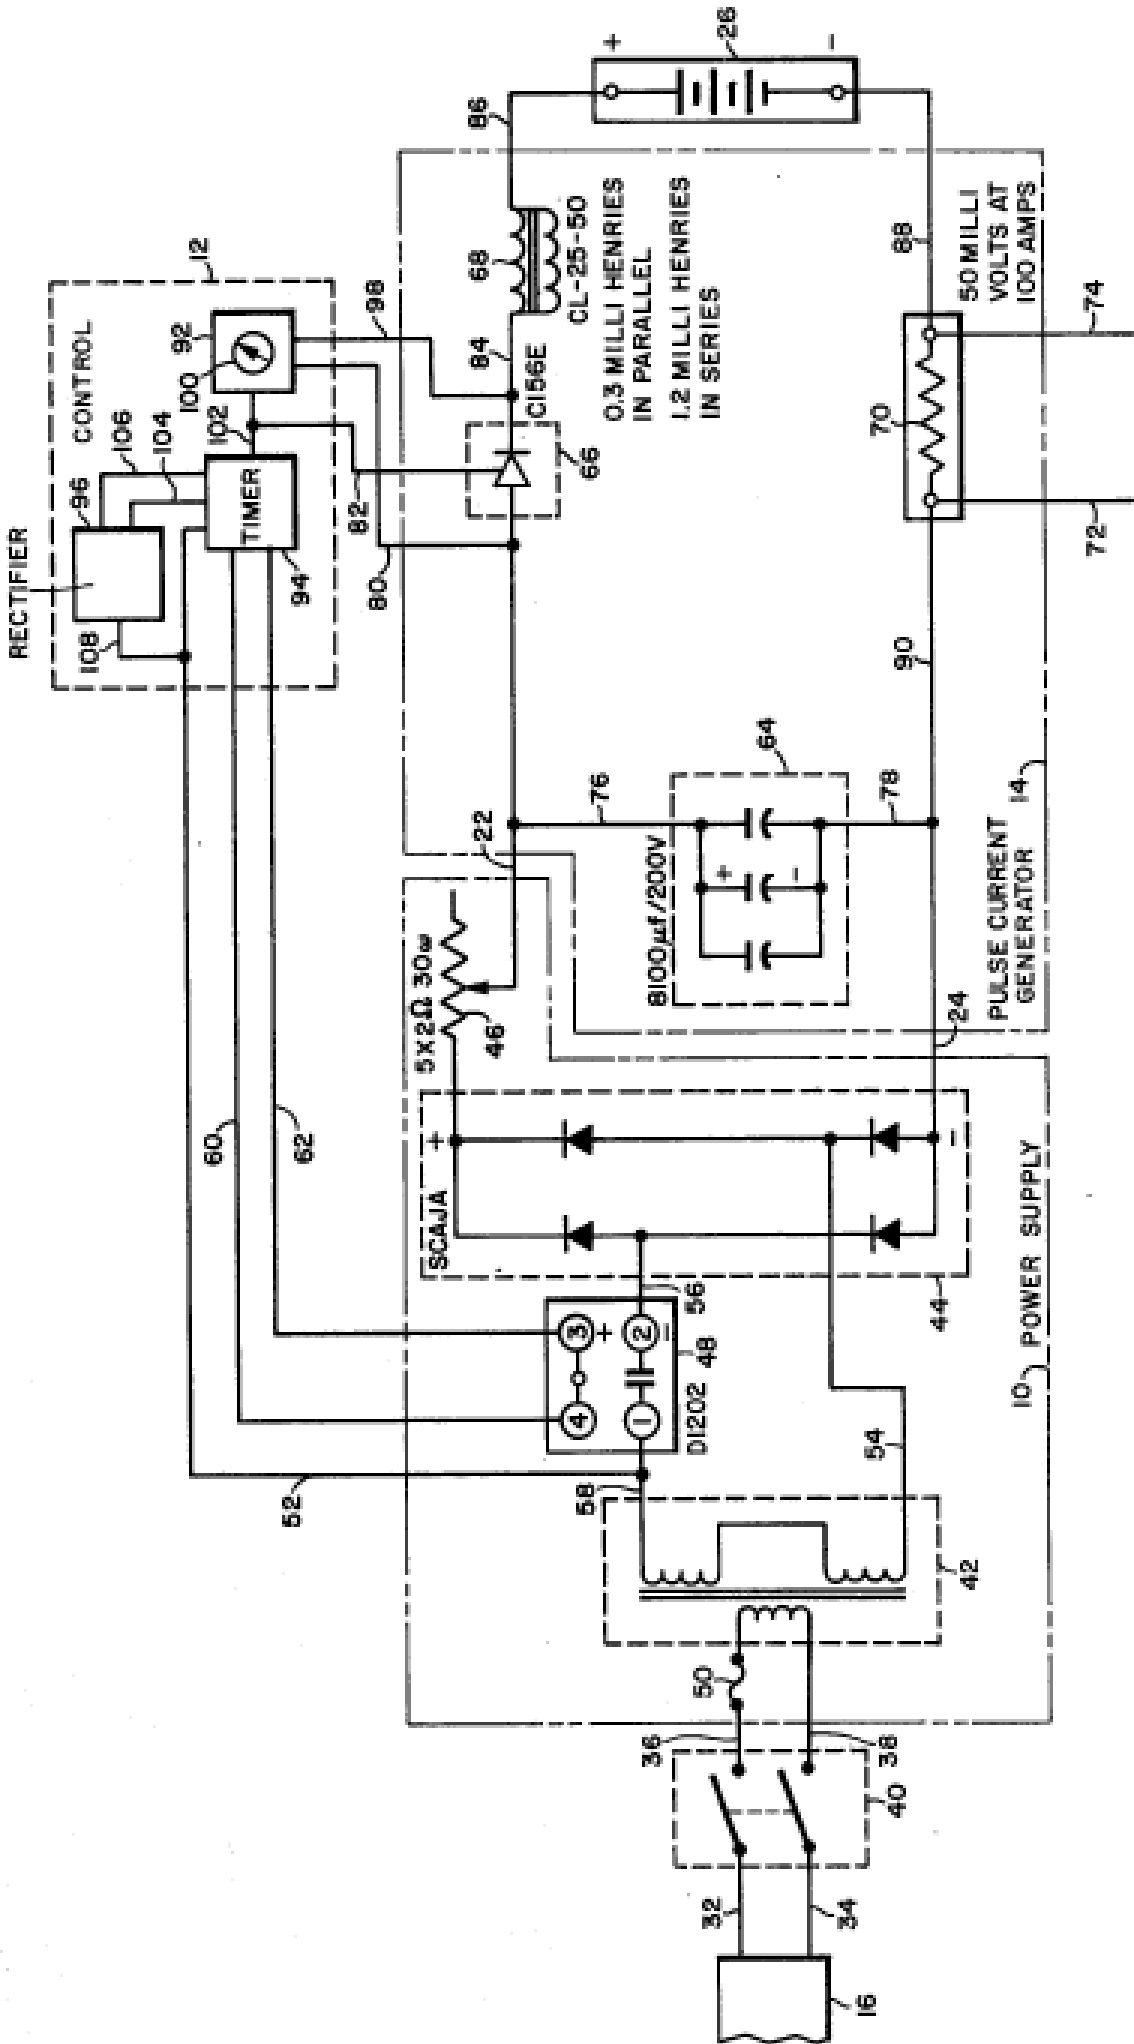 RECTIFIER
CONTROL
12
96
106
104
108
TIMER
94
102
100
92
98
82
80
60
62
52
10 POWER SUPPLY
SCAJA
+
-
44
5X2Ω 30w
46
22
24
D1202
4
3
+
1
2
-
48
56
58
54
42
50
36
38
40
32
34
16
PULSE CURRENT
GENERATOR 14
76
78
64
8100µf/200V
+
-
66
C156E
84
68
CL-25-50
0.3 MILLI HENRIES
IN PARALLEL
1.2 MILLI HENRIES
IN SERIES
86
+
-
26
88
50 MILLI
VOLTS AT
100 AMPS
70
72
74
90